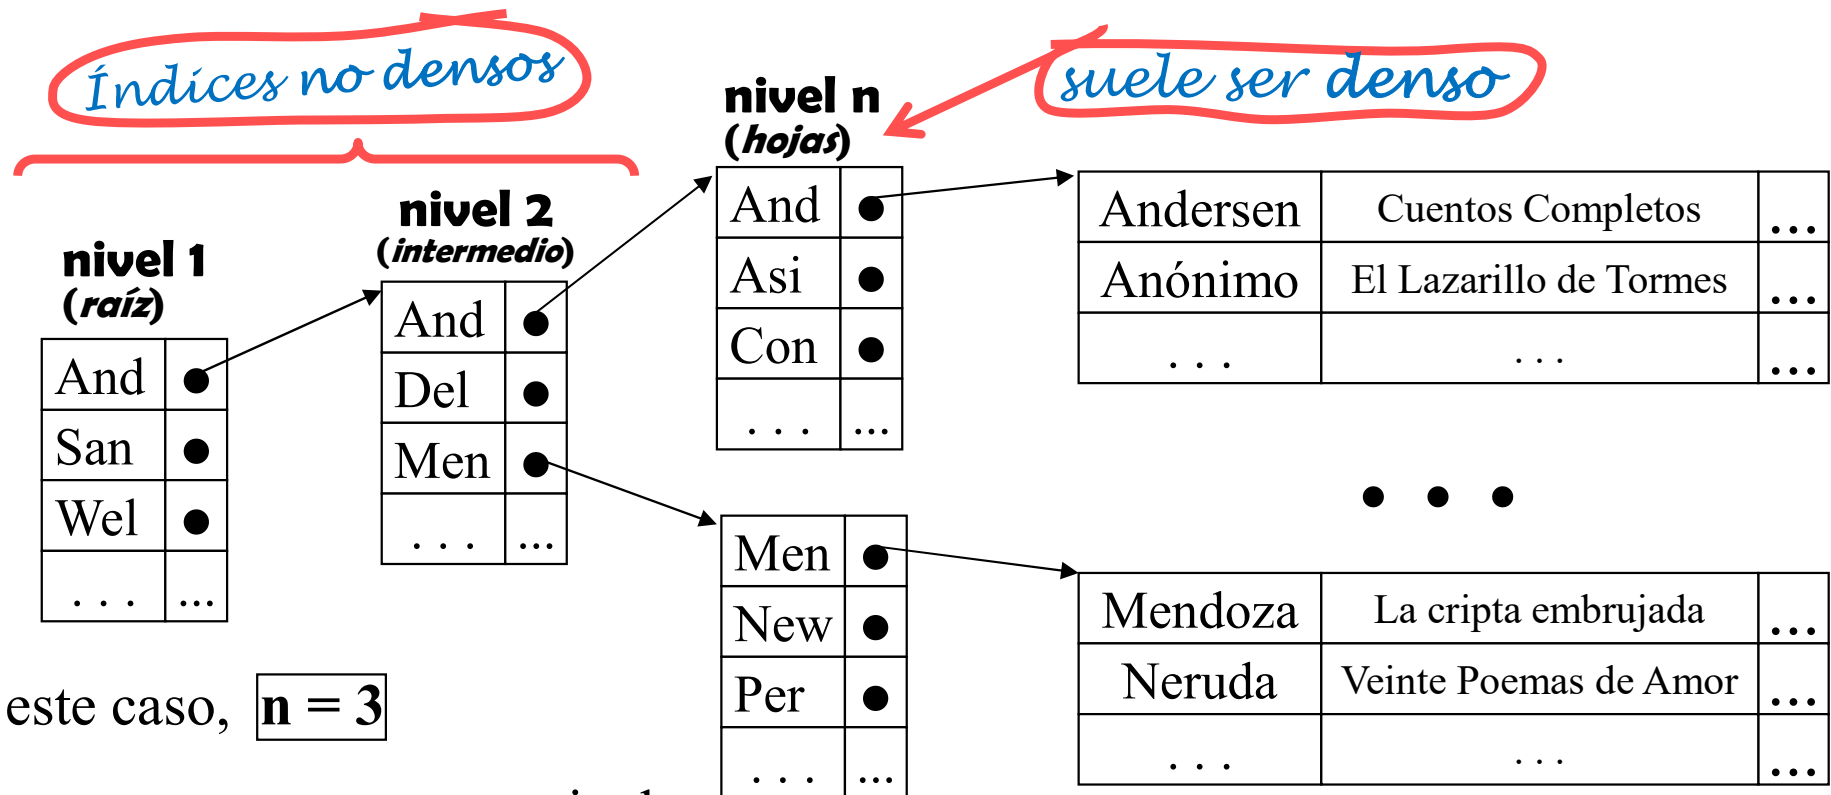 Índices no densos
suele ser denso
nivel 1
(raíz)
And
San
Wel
. . . ...
nivel 2
(intermedio)
And
Del
Men
. . . ...
nivel n
(hojas)
And
Asi
Con
. . . ...
Men
New
Per
. . . ...
Andersen Cuentos Completos ...
Anónimo El Lazarillo de Tormes ...
. . . . . . ...
• • •
Mendoza La cripta embrujada ...
Neruda Veinte Poemas de Amor ...
. . . . . . ...
este caso, n = 3